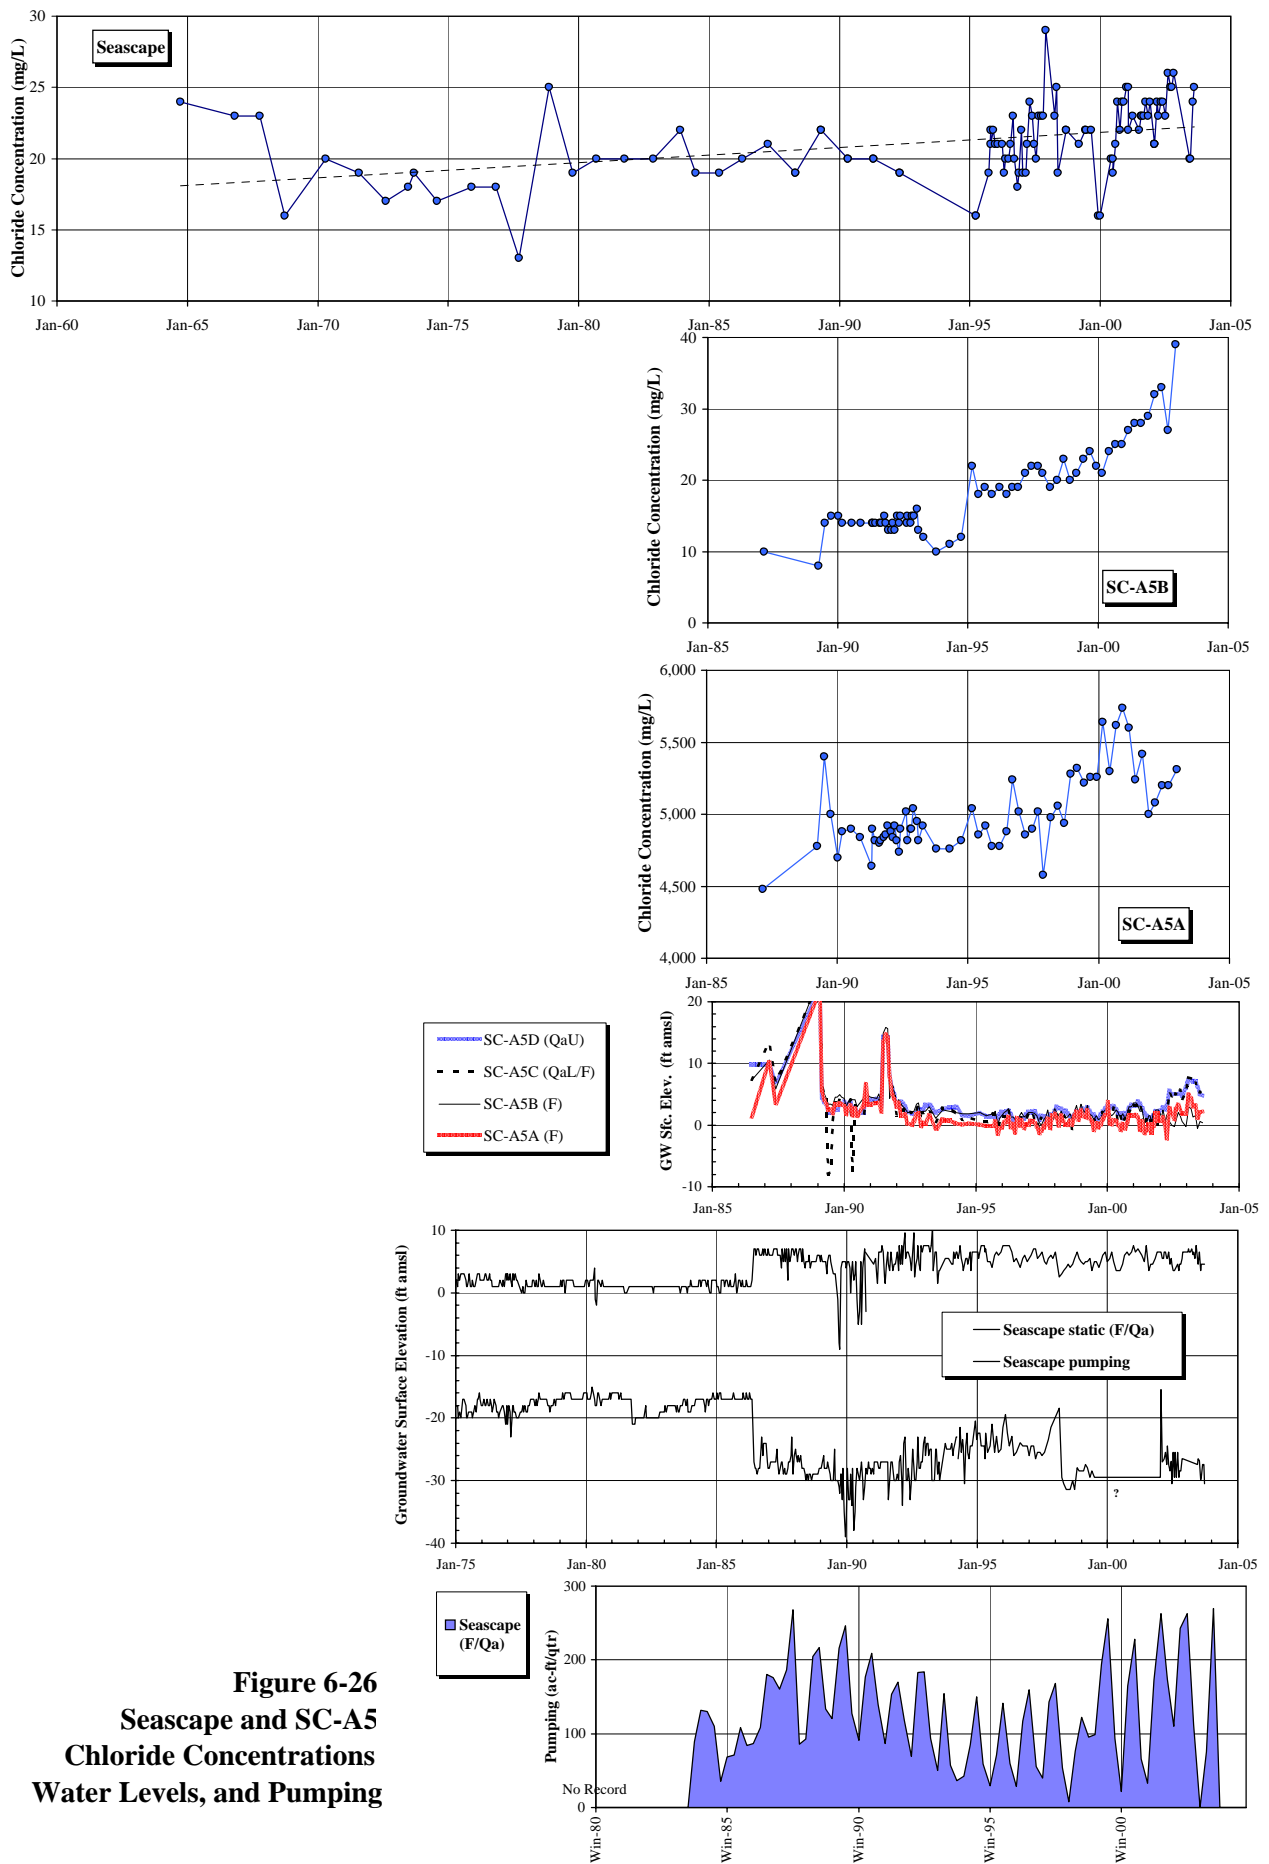 30
25
20
15
10
Chloride Concentration (mg/L)
Seascape
Jan-60 Jan-65 Jan-70 Jan-75 Jan-80 Jan-85 Jan-90 Jan-95 Jan-00 Jan-05
40
30
20
10
0
Chloride Concentration (mg/L)
SC-A5B
Jan-85 Jan-90 Jan-95 Jan-00 Jan-05
6,000
5,500
5,000
4,500
4,000
Chloride Concentration (mg/L)
SC-A5A
Jan-85 Jan-90 Jan-95 Jan-00 Jan-05
SC-A5D (QaU)
SC-A5C (QaL/F)
SC-A5B (F)
SC-A5A (F)
20
10
0
-10
GW Sfc. Elev. (ft amsl)
Jan-85 Jan-90 Jan-95 Jan-00 Jan-05
10
0
-10
-20
-30
-40
Groundwater Surface Elevation (ft amsl)
Seascape static (F/Qa)
Seascape pumping
?
Jan-75 Jan-80 Jan-85 Jan-90 Jan-95 Jan-00 Jan-05
Seascape
(F/Qa)
300
200
100
0
Pumping (ac-ft/qtr)
No Record
Win-80 Win-85 Win-90 Win-95 Win-00
Figure 6-26
Seascape and SC-A5
Chloride Concentrations
Water Levels, and Pumping